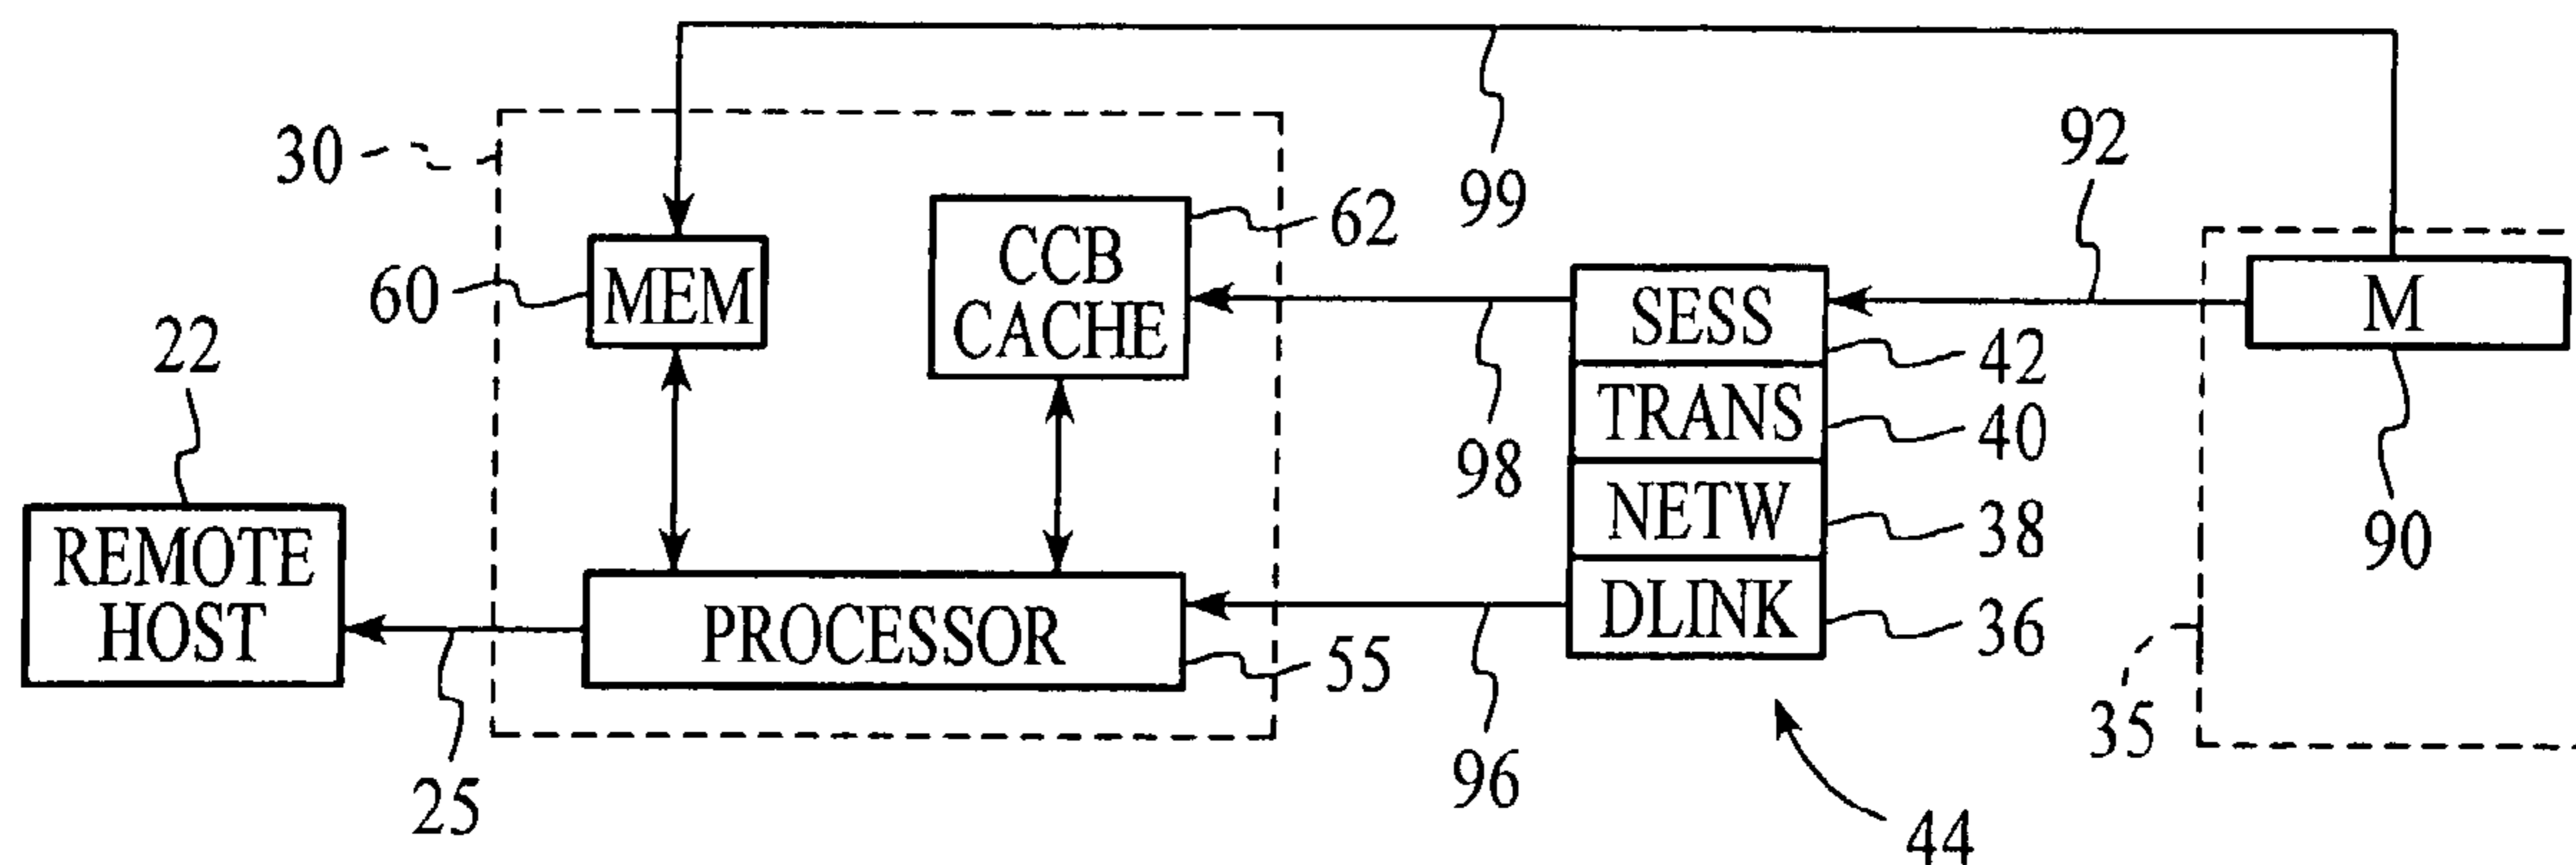 30
99
92
62
CCB
CACHE
60
MEM
SESS
M
42
22
TRANS
40
98
NETW
38
90
REMOTE
HOST
PROCESSOR
DLINK
36
55
35
25
96
44